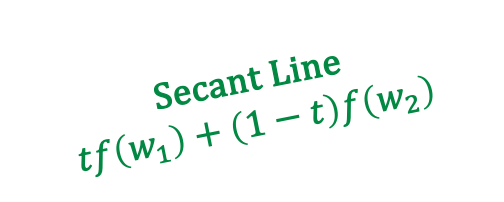 Secant Line
tf(w₁) + (1 − t)f(w₂)